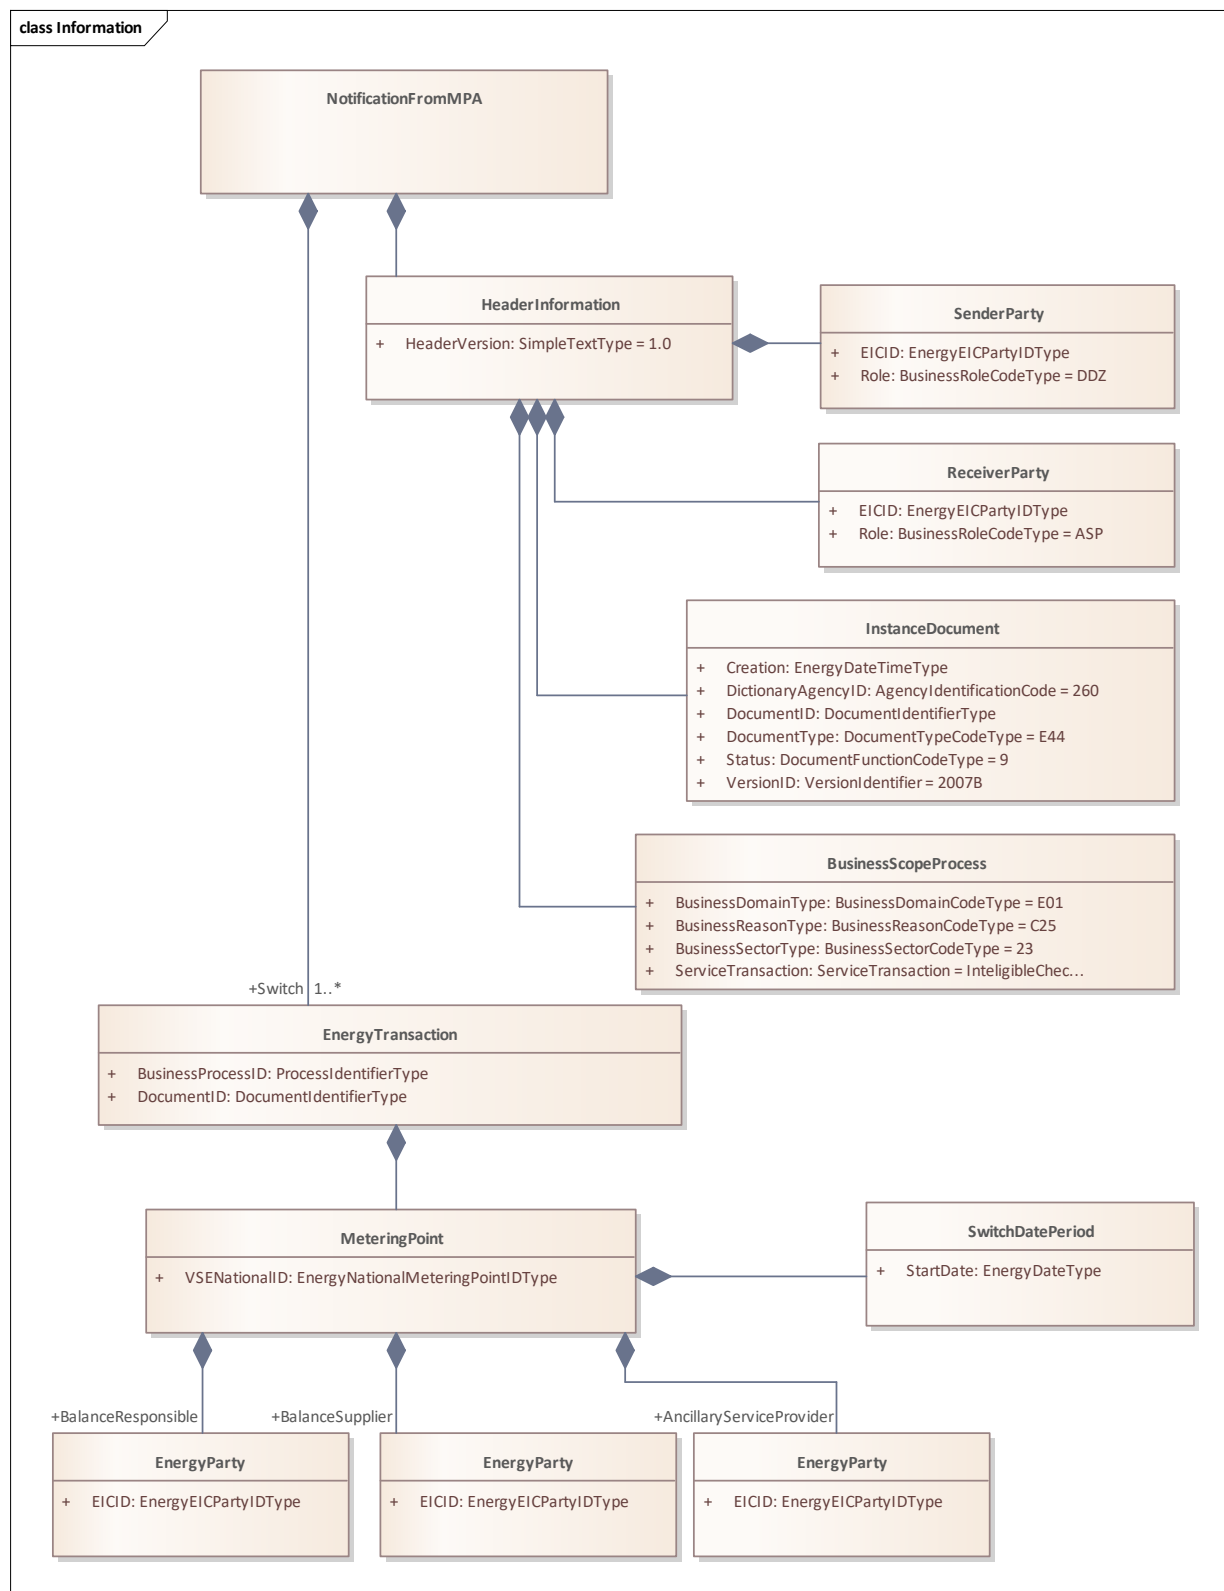 class Information
NotificationFromMPA
HeaderInformation
+ HeaderVersion: SimpleTextType = 1.0
SenderParty
+ EICID: EnergyEICPartyIDType
+ Role: BusinessRoleCodeType = DDZ
ReceiverParty
+ EICID: EnergyEICPartyIDType
+ Role: BusinessRoleCodeType = ASP
InstanceDocument
+ Creation: EnergyDateTimeType
+ DictionaryAgencyID: AgencyIdentificationCode = 260
+ DocumentID: DocumentIdentifierType
+ DocumentType: DocumentTypeCodeType = E44
+ Status: DocumentFunctionCodeType = 9
+ VersionID: VersionIdentifier = 2007B
BusinessScopeProcess
+ BusinessDomainType: BusinessDomainCodeType = E01
+ BusinessReasonType: BusinessReasonCodeType = C25
+ BusinessSectorType: BusinessSectorCodeType = 23
+ ServiceTransaction: ServiceTransaction = InteligibleChec...
+Switch 1..*
EnergyTransaction
+ BusinessProcessID: ProcessIdentifierType
+ DocumentID: DocumentIdentifierType
MeteringPoint
+ VSENationalID: EnergyNationalMeteringPointIDType
SwitchDatePeriod
+ StartDate: EnergyDateType
+BalanceResponsible
+BalanceSupplier
+AncillaryServiceProvider
EnergyParty
+ EICID: EnergyEICPartyIDType
EnergyParty
+ EICID: EnergyEICPartyIDType
EnergyParty
+ EICID: EnergyEICPartyIDType